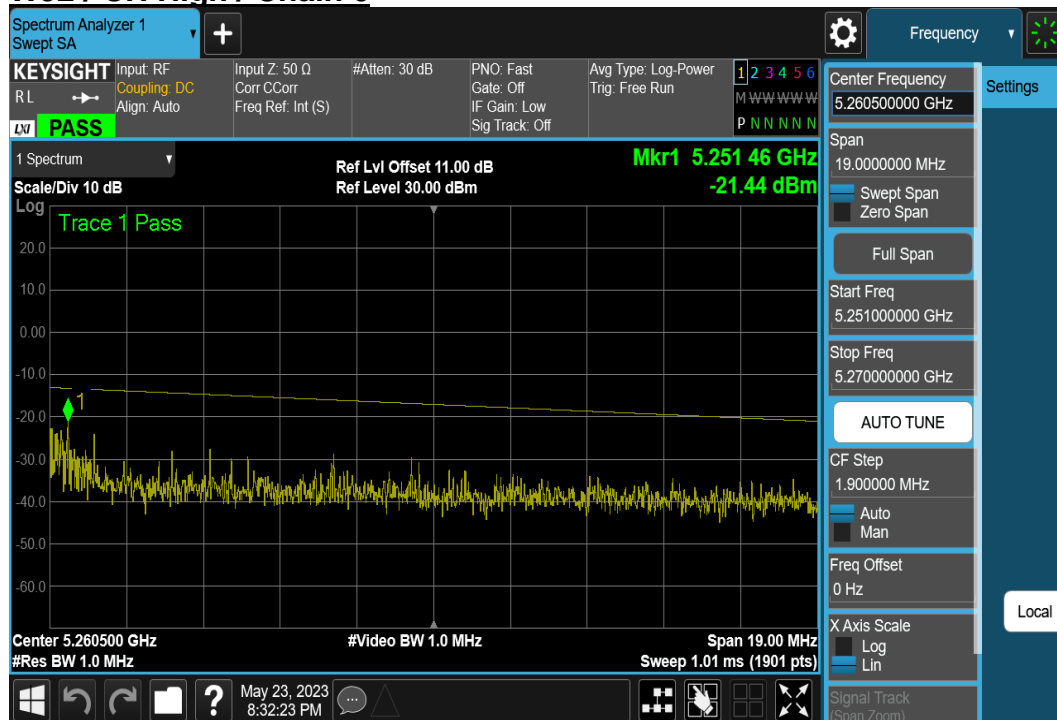 Spectrum Analyzer 1
Swept SA
+
Frequency
KEYSIGHT
RL
LXI PASS
Input: RF
Coupling: DC
Align: Auto
Input Z: 50 Ω
Corr CCorr
Freq Ref: Int (S)
#Atten: 30 dB
PNO: Fast
Gate: Off
IF Gain: Low
Sig Track: Off
Avg Type: Log-Power
Trig: Free Run
1 2 3 4 5 6
M W W W W W
P N N N N N
1 Spectrum
Scale/Div 10 dB
Ref Lvl Offset 11.00 dB
Ref Level 30.00 dBm
Mkr1 5.251 46 GHz
-21.44 dBm
Log
Trace 1 Pass
20.0
10.0
0.00
-10.0
1
-20.0
-30.0
-40.0
-50.0
-60.0
Center 5.260500 GHz
#Video BW 1.0 MHz
Span 19.00 MHz
#Res BW 1.0 MHz
Sweep 1.01 ms (1901 pts)
?
May 23, 2023
8:32:23 PM
Center Frequency
5.260500000 GHz
Span
19.0000000 MHz
Swept Span
Zero Span
Full Span
Start Freq
5.251000000 GHz
Stop Freq
5.270000000 GHz
AUTO TUNE
CF Step
1.900000 MHz
Auto
Man
Freq Offset
0 Hz
X Axis Scale
Log
Lin
Signal Track
(Span Zoom)
Settings
Local